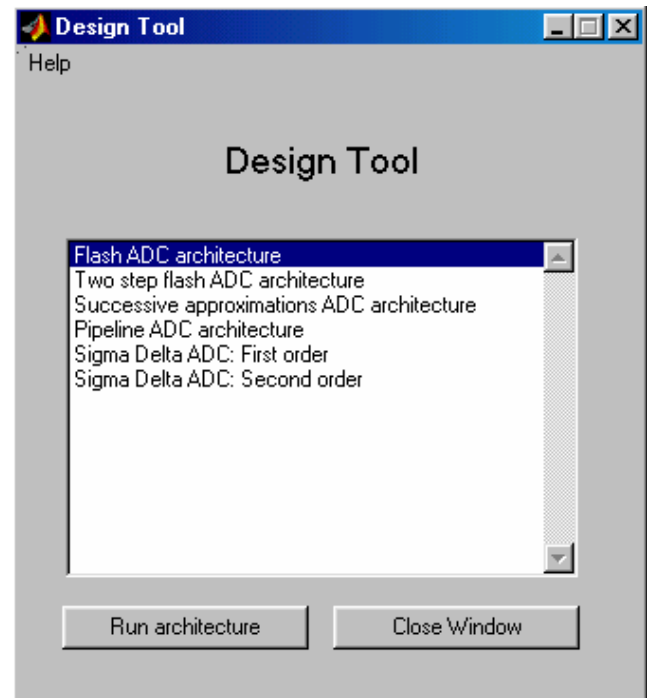 Design Tool
Help
Design Tool
Flash ADC architecture
Two step flash ADC architecture
Successive approximations ADC architecture
Pipeline ADC architecture
Sigma Delta ADC: First order
Sigma Delta ADC: Second order
Run architecture
Close Window